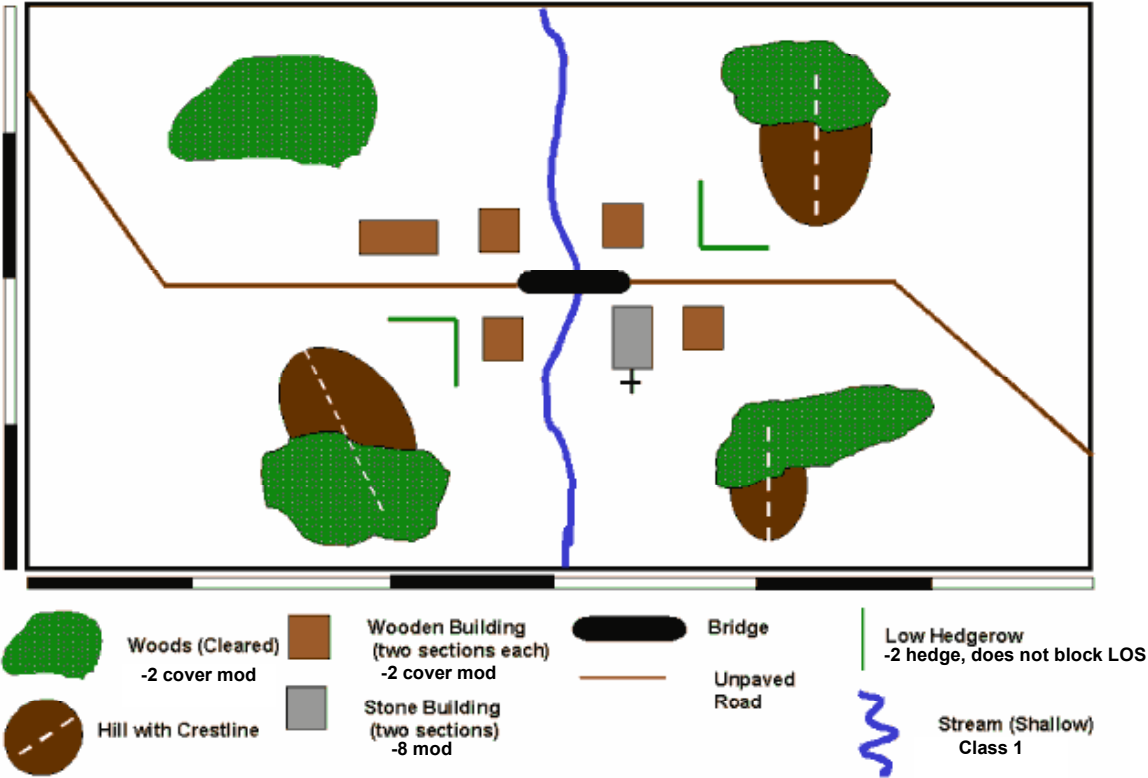 Woods (Cleared)
-2 cover mod
Hill with Crestline
Wooden Building
(two sections each)
-2 cover mod
Stone Building
(two sections)
-8 mod
Bridge
Unpaved
Road
Low Hedgerow
-2 hedge, does not block LOS
Stream (Shallow)
Class 1